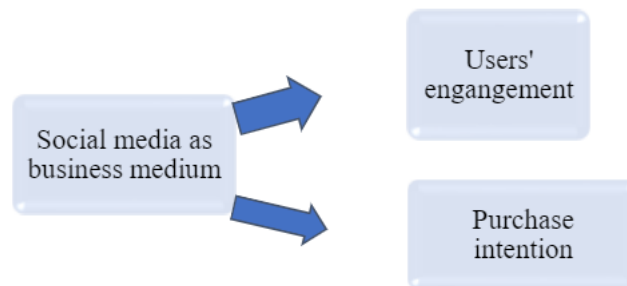 Social media as
business medium
Users'
engangement
Purchase
intention